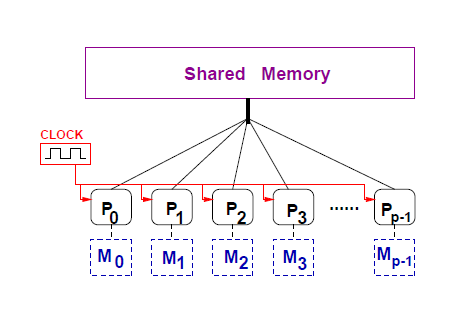 Shared Memory
CLOCK
P0 P1 P2 P3 ...... Pp-1
M0 M1 M2 M3 Mp-1